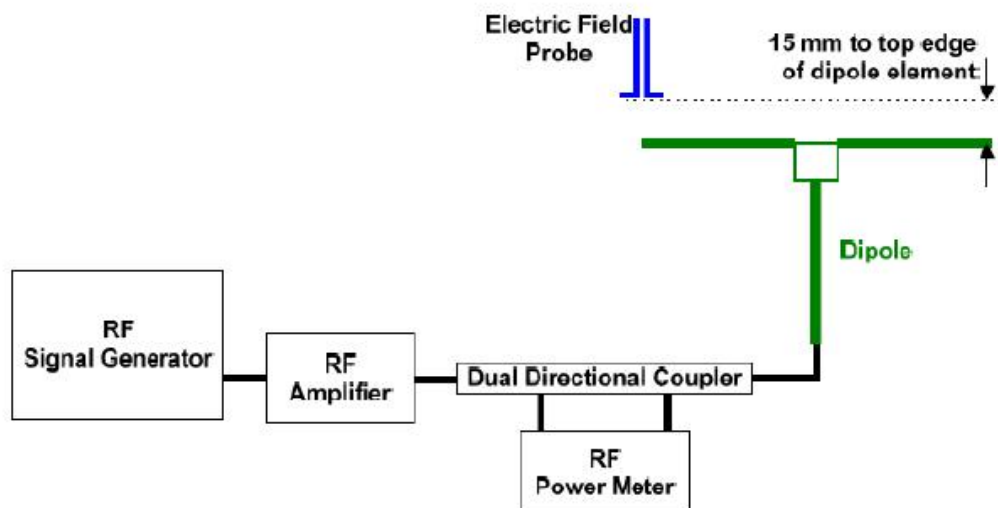 Electric Field
Probe
15 mm to top edge
of dipole element
Dipole
RF
Signal Generator
RF
Amplifier
Dual Directional Coupler
RF
Power Meter